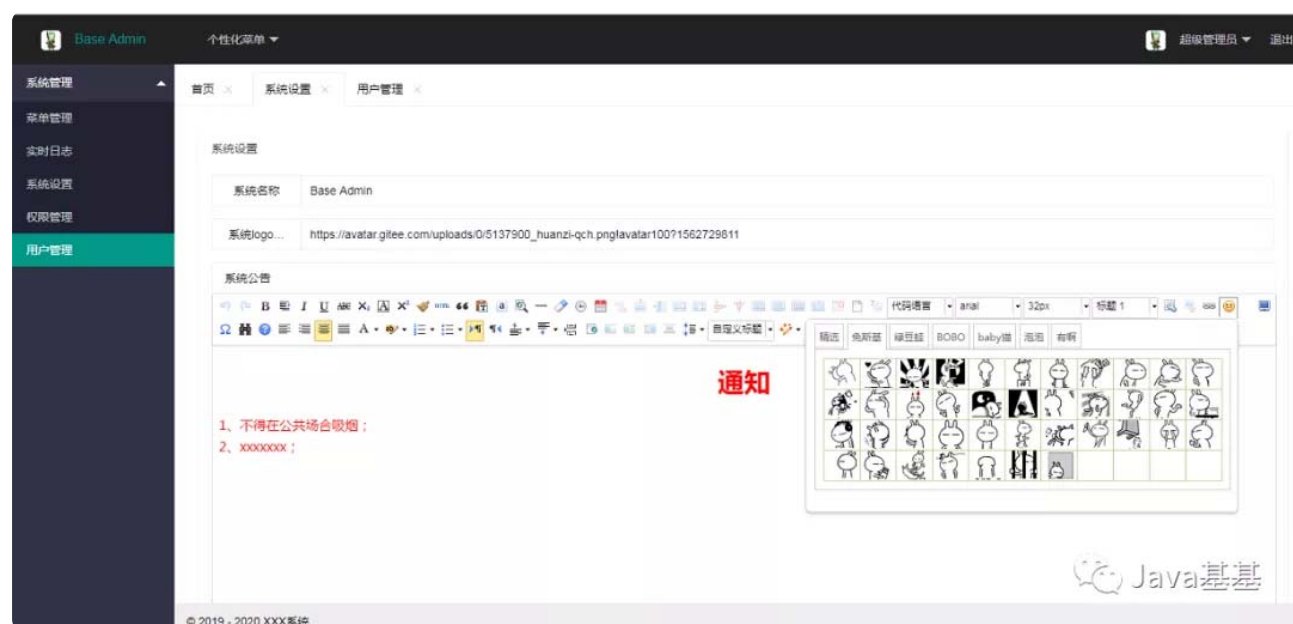 Base Admin 个性化菜单 超级管理员 退出
系统管理
首页 系统设置 用户管理
菜单管理
实时日志
系统设置
权限管理
用户管理
系统设置
系统名称 Base Admin
系统logo... https://avatar.gitee.com/uploads/0/5137900_huanzi-qch.png!avatar100?1562729811
系统公告
代码语言 arial 32px 标题 1
自定义标题
精选 兔斯基 绿豆蛙 BOBO baby猫 泡泡 有啊
通知
1、不得在公共场合吸烟；
2、xxxxxxx；
Java基基
© 2019 - 2020 XXX系统